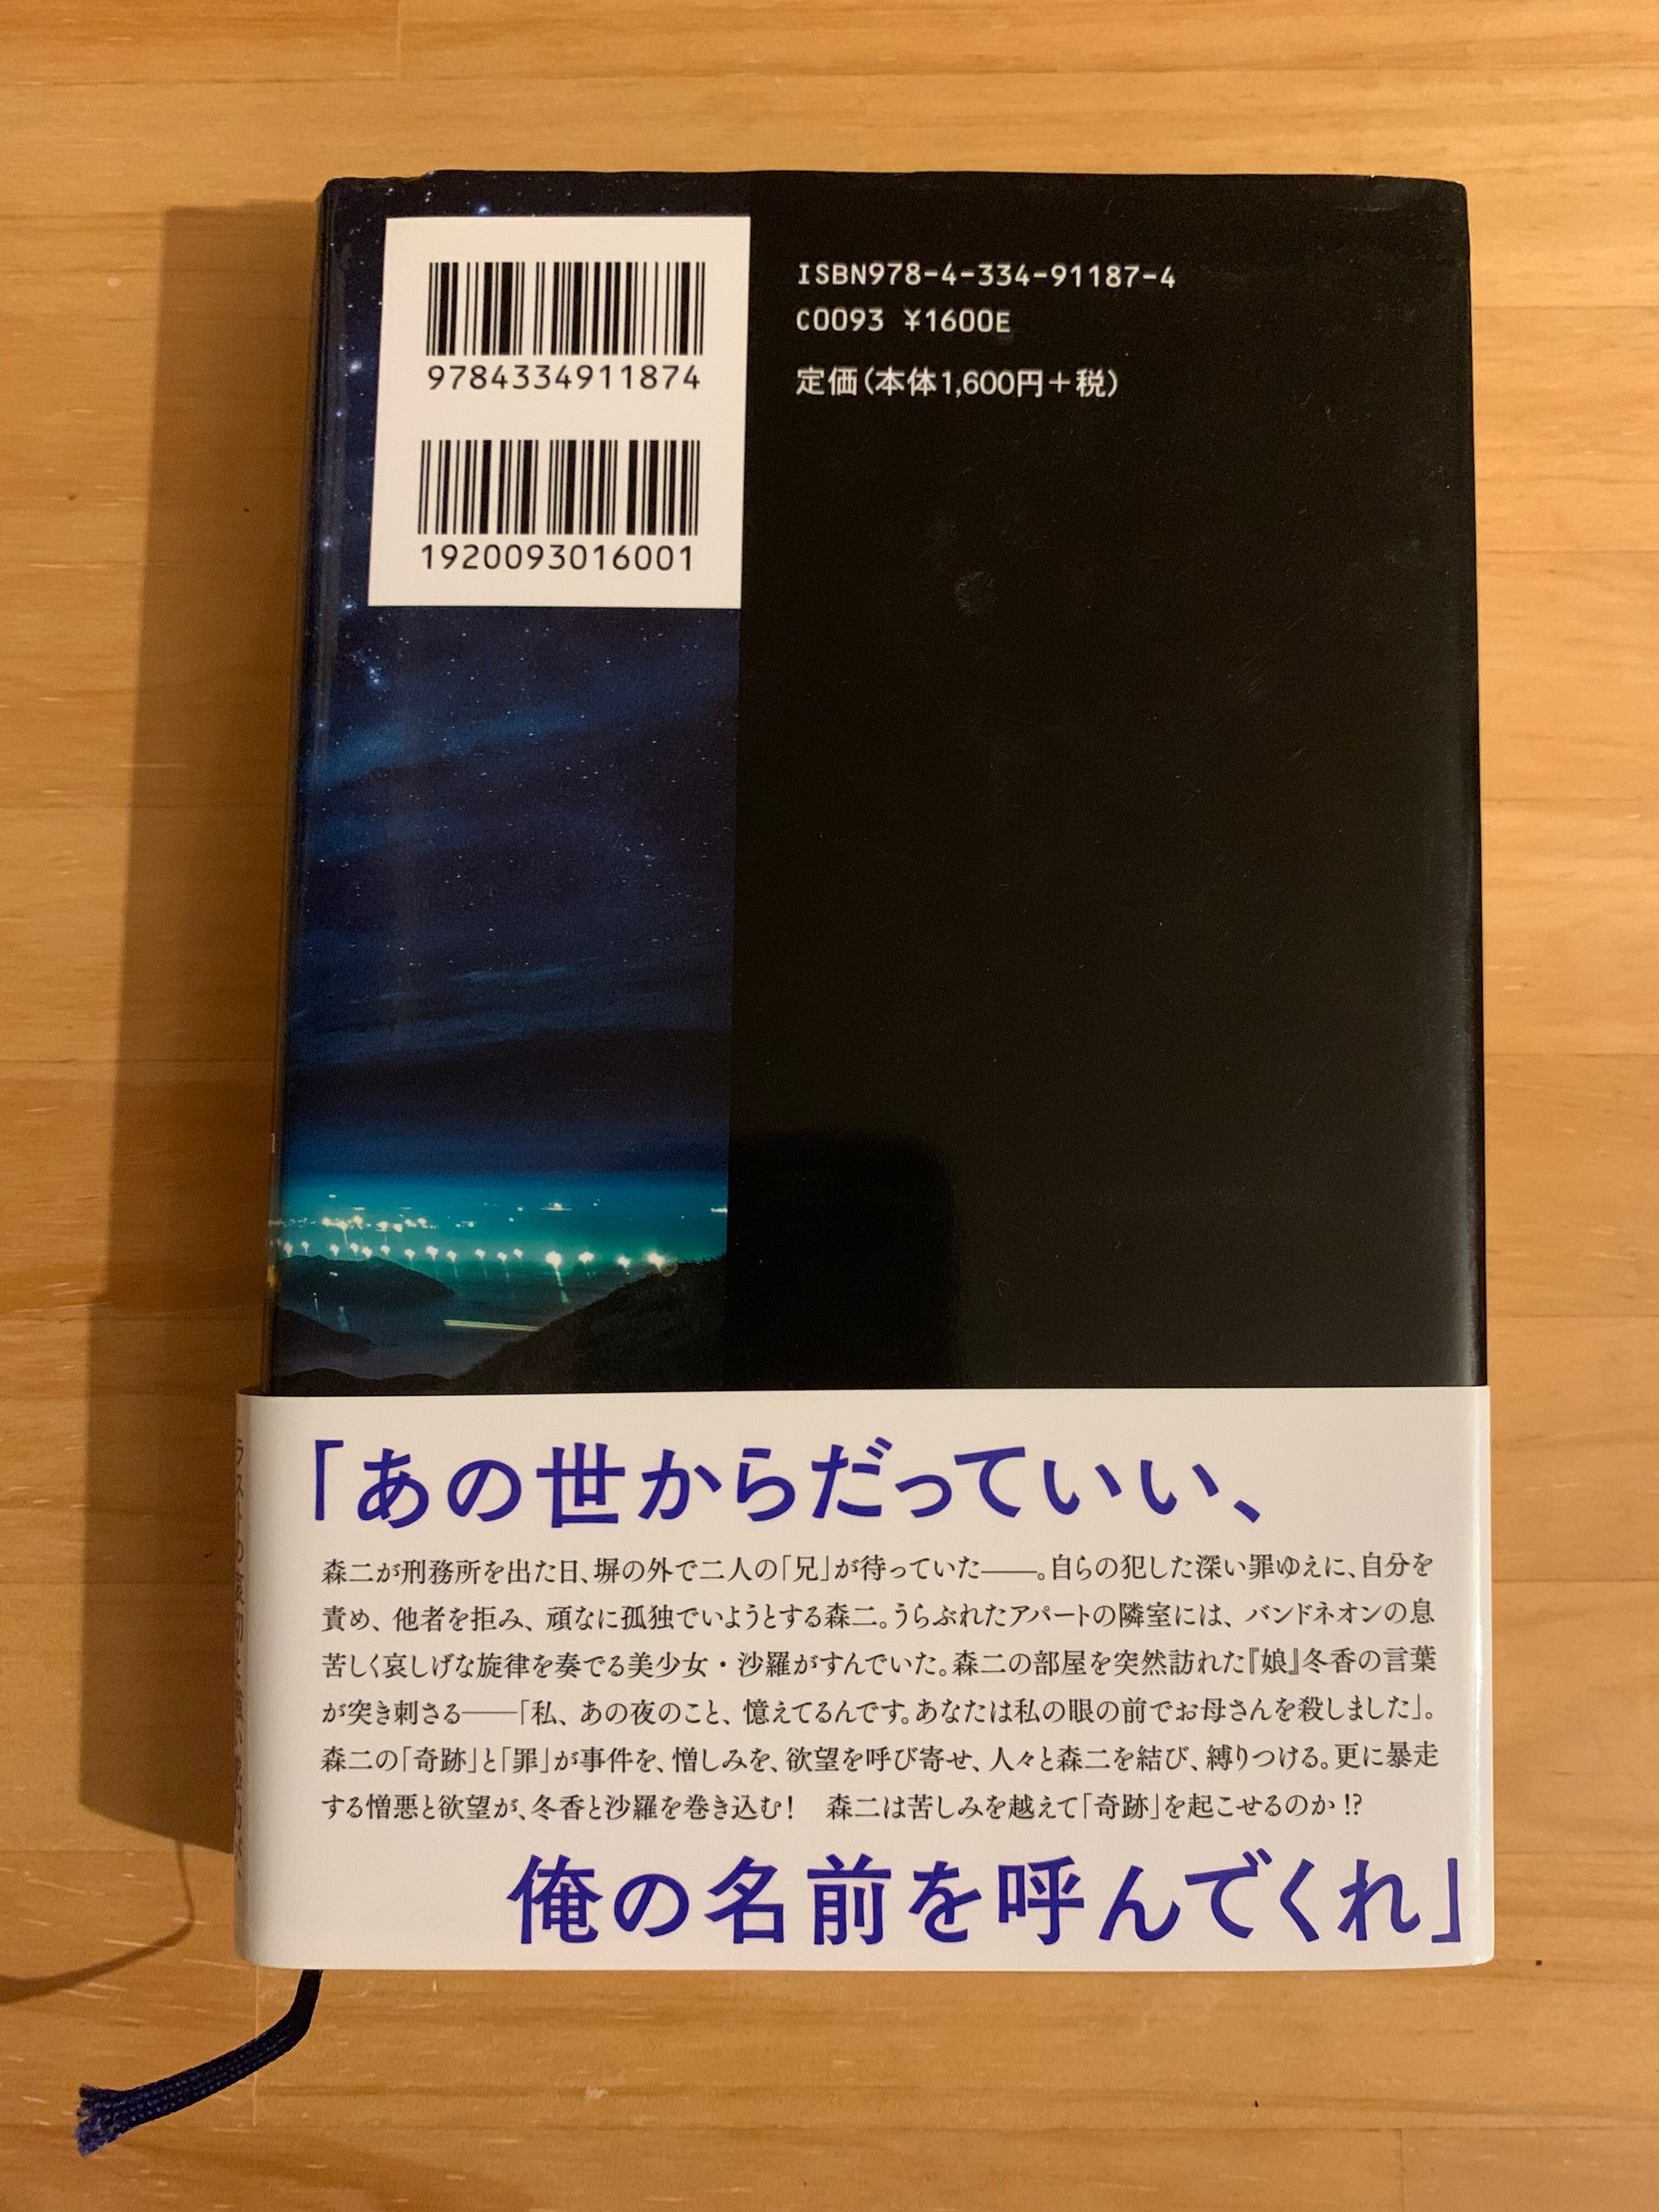 9784334911874
1920093016001
ISBN978-4-334-91187-4
C0093 ¥1600E
定価(本体1,600円+税)
「あの世からだっていい、
森二が刑務所を出た日、塀の外で二人の「兄」が待っていた――。自らの犯した深い罪ゆえに、自分を
責め、他者を拒み、頑なに孤独でいようとする森二。うらぶれたアパートの隣室には、バンドネオンの息
苦しく哀しげな旋律を奏でる美少女・沙羅がすんでいた。森二の部屋を突然訪れた『娘』冬香の言葉
が突き刺さる――「私、あの夜のこと、憶えてるんです。あなたは私の眼の前でお母さんを殺しました」。
森二の「奇跡」と「罪」が事件を、憎しみを、欲望を呼び寄せ、人々と森二を結び、縛りつける。更に暴走
する憎悪と欲望が、冬香と沙羅を巻き込む! 森二は苦しみを越えて「奇跡」を起こせるのか!?
俺の名前を呼んでくれ」